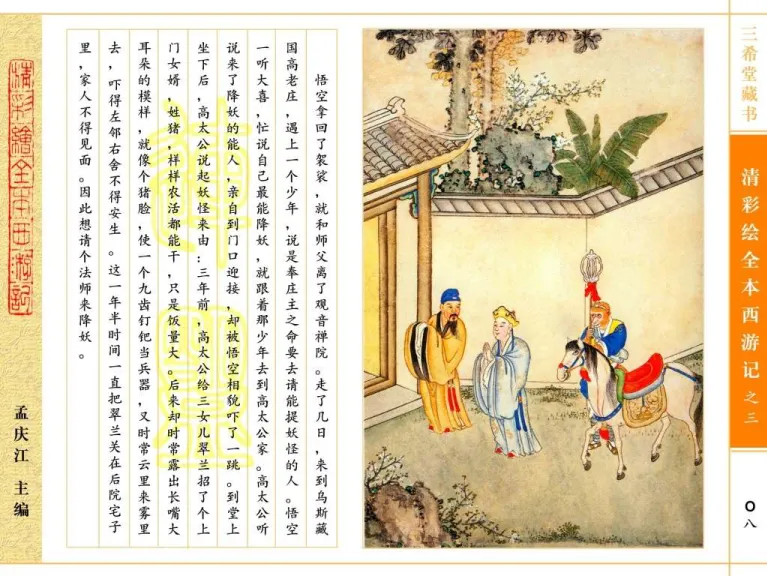 三希堂藏书
清彩绘全本西游记 之三
〇八
悟空拿回了袈裟,就和师父离了观音禅院。走了几日,来到乌斯藏
国高老庄,遇上一个少年,说是奉庄主之命要去请能捉妖怪的人。悟空
一听大喜,忙说自己最能降妖,就跟着那少年去到高太公家。高太公听
说来了降妖的能人,亲自到门口迎接,却被悟空相貌吓了一跳。到堂上
坐下后,高太公说起妖怪来由:三年前,高太公给三女儿翠兰招了个上
门女婿,姓猪,样样农活都能干,只是饭量大。后来却时常露出长嘴大
耳朵的模样,就像个猪脸,使一个九齿钉钯当兵器,又时常云里来雾里
去,吓得左邻右舍不得安生。这一年半时间一直把翠兰关在后院宅子
里,家人不得见面。因此想请个法师来降妖。
清彩繪全本西游記
孟庆江 主编